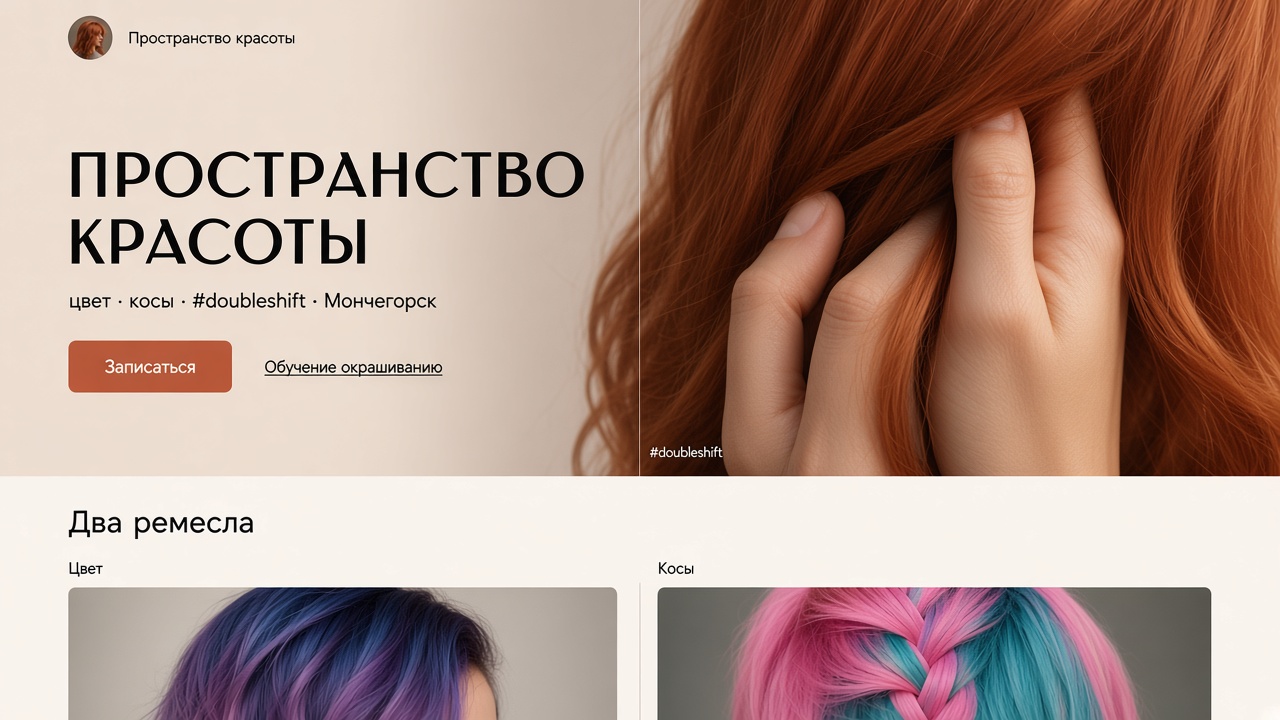 Пространство красоты
ПРОСТРАНСТВО
КРАСОТЫ
цвет · косы · #doubleshift · Мончегорск
Записаться
Обучение окрашиванию
#doubleshift
Два ремесла
Цвет
Косы